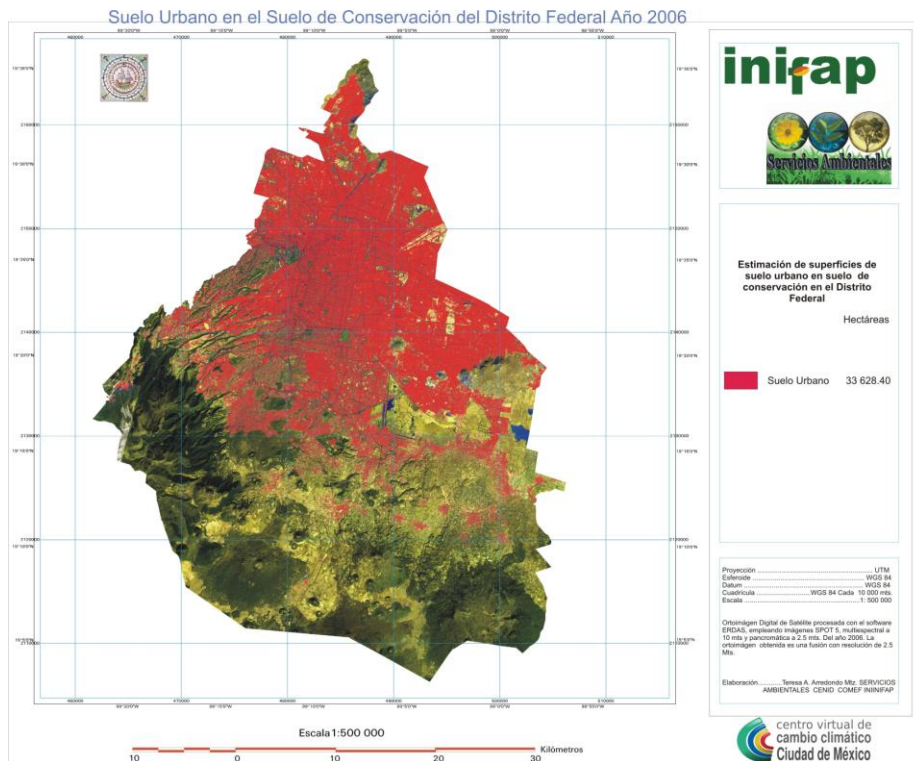 Suelo Urbano en el Suelo de Conservación del Distrito Federal Año 2006
inifap
Servicios Ambientales
Estimación de superficies de
suelo urbano en suelo de
conservación en el Distrito
Federal
Hectáreas
Suelo Urbano 33 628.40
Proyección ................................................ UTM
Esferoide ............................................. WGS 84
Datum ................................................. WGS 84
Cuadrícula .....................WGS 84 Cada 10 000 mts.
Escala ..............................................1: 500 000
Ortoimágen Digital de Satélite procesada con el software
ERDAS, empleando imágenes SPOT 5, multiespectral a
10 mts y pancromática a 2.5 mts. Del año 2006. La
ortoimágen obtenida es una fusión con resolución de 2.5
Mts.
Elaboración............Teresa A. Arredondo Mtz. SERVICIOS
AMBIENTALES CENID COMEF INIINIFAP
Escala 1:500 000
Kilómetros
10 0 10 20 30
centro virtual de
cambio climático
Ciudad de México